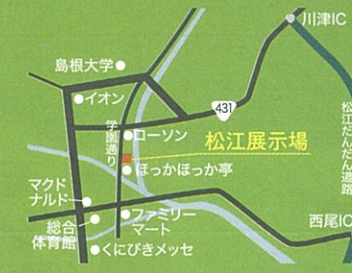 川津IC
島根大学
イオン
431
学園通り
ローソン
松江展示場
ほっかほっか亭
松江だんだん道路
マクド
ナルド
ファミリー
マート
総合
体育館
西尾IC
くにびきメッセ